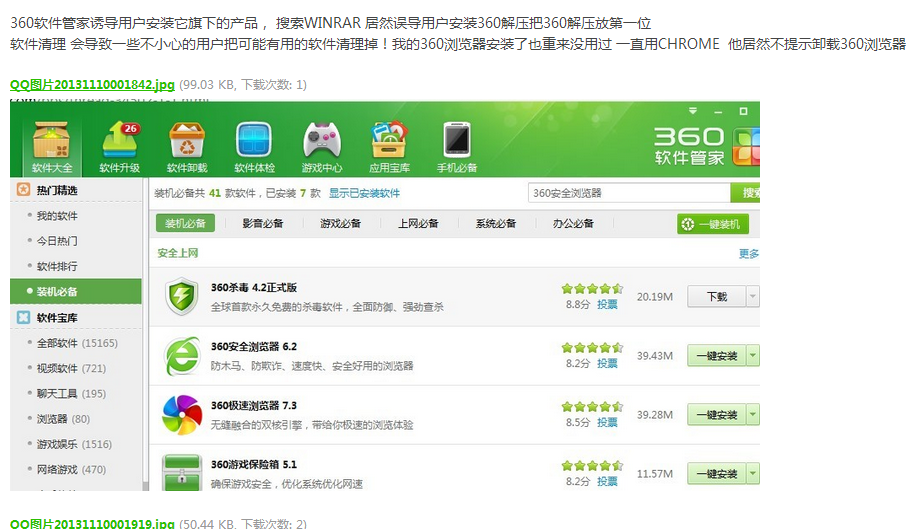 360软件管家诱导用户安装它旗下的产品 ， 搜索WINRAR 居然误导用户安装360解压把360解压放第一位
软件清理 会导致一些不小心的用户把可能有用的软件清理掉！我的360浏览器安装了也重来没用过 一直用CHROME 他居然不提示卸载360浏览器
QQ图片20131110001842.jpg (99.03 KB, 下载次数: 1)
26
软件大全 软件升级 软件卸载 软件体检 游戏中心 应用宝库 手机必备
360
软件管家
热门精选
我的软件
今日热门
软件排行
装机必备
软件宝库
全部软件 (15165)
视频软件 (721)
聊天工具 (195)
浏览器 (80)
游戏娱乐 (1516)
网络游戏 (470)
装机必备共 41 款软件，已安装 7 款 显示已安装软件
360安全浏览器 搜索
装机必备 影音必备 游戏必备 上网必备 系统必备 办公必备 一键装机
安全上网 更多
360杀毒 4.2正式版
全球首款永久免费的杀毒软件，全面防御、强劲查杀
8.8分 投票 20.19M 下载
360安全浏览器 6.2
防木马、防欺诈、速度快、安全好用的浏览器
8.2分 投票 39.43M 一键安装
360极速浏览器 7.3
无缝融合的双核引擎，带给你极速的浏览体验
8.5分 投票 39.28M 一键安装
360游戏保险箱 5.1
确保游戏安全，优化系统优化网速
8.2分 投票 11.57M 一键安装
QQ图片20131110001919.jpg (50.44 KB, 下载次数: 2)